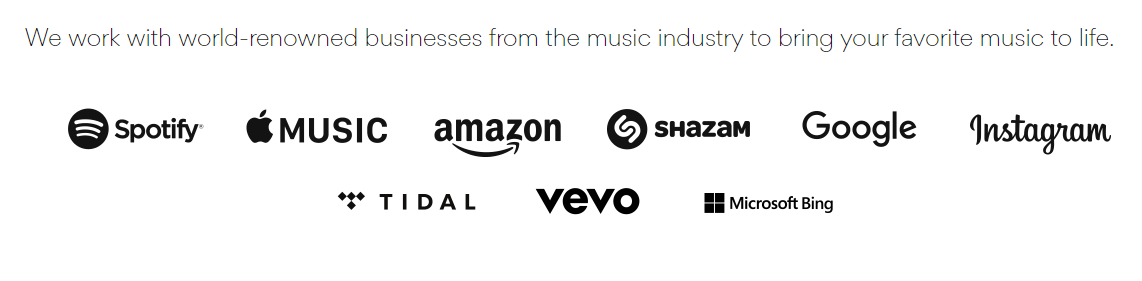 We work with world-renowned businesses from the music industry to bring your favorite music to life.
Spotify® MUSIC amazon SHAZAM Google Instagram
TIDAL vevo Microsoft Bing